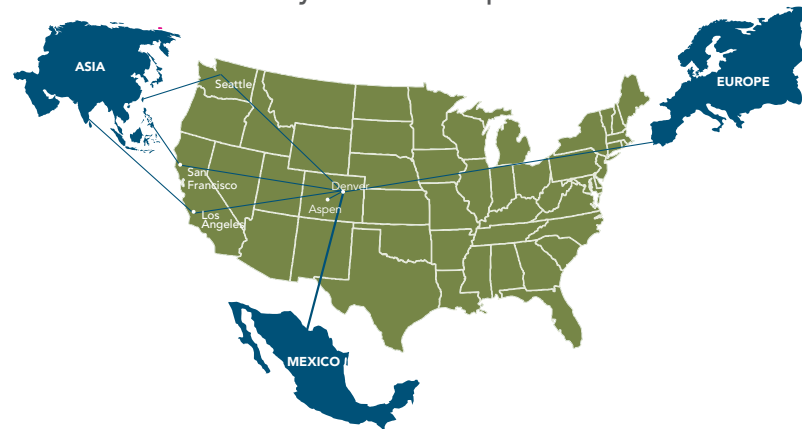 ASIA
EUROPE
Seattle
San
Francisco
Denver
Aspen
Los
Angeles
MEXICO